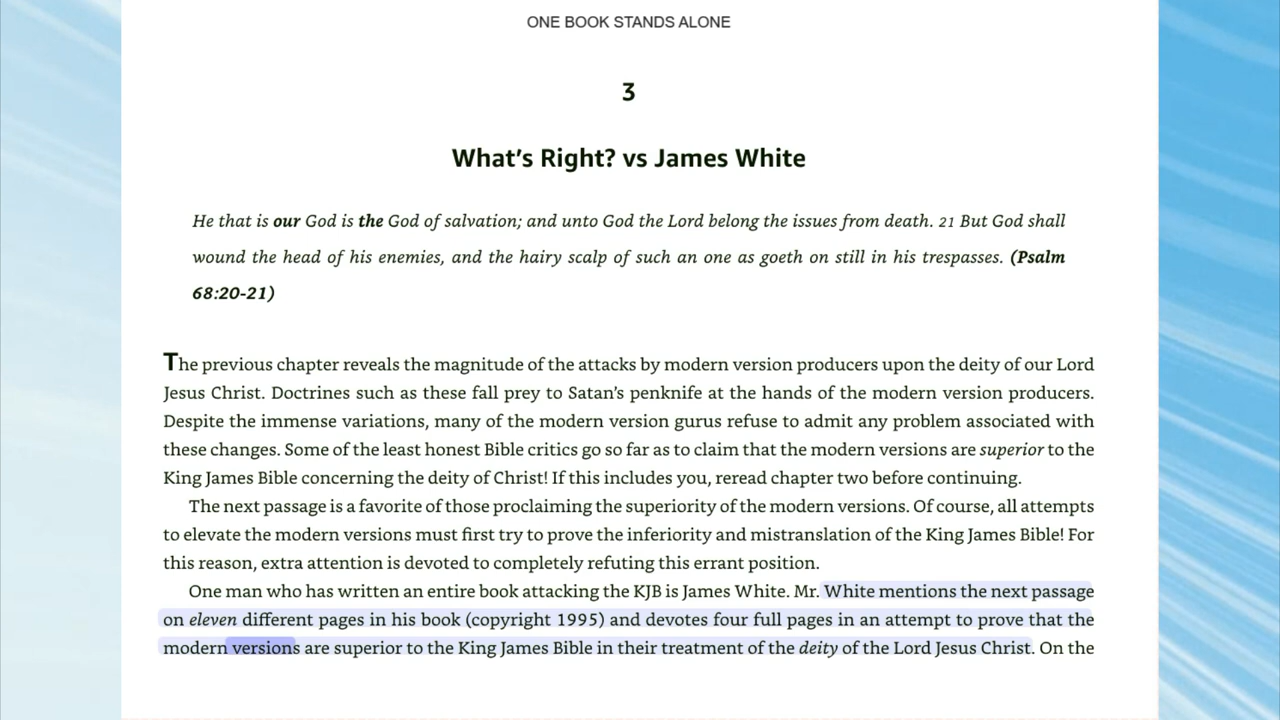 ONE BOOK STANDS ALONE
3
What's Right? vs James White
He that is our God is the God of salvation; and unto God the Lord belong the issues from death. 21 But God shall
wound the head of his enemies, and the hairy scalp of such an one as goeth on still in his trespasses. (Psalm
68:20-21)
The previous chapter reveals the magnitude of the attacks by modern version producers upon the deity of our Lord
Jesus Christ. Doctrines such as these fall prey to Satan's penknife at the hands of the modern version producers.
Despite the immense variations, many of the modern version gurus refuse to admit any problem associated with
these changes. Some of the least honest Bible critics go so far as to claim that the modern versions are superior to the
King James Bible concerning the deity of Christ! If this includes you, reread chapter two before continuing.
The next passage is a favorite of those proclaiming the superiority of the modern versions. Of course, all attempts
to elevate the modern versions must first try to prove the inferiority and mistranslation of the King James Bible! For
this reason, extra attention is devoted to completely refuting this errant position.
One man who has written an entire book attacking the KJB is James White. Mr. White mentions the next passage
on eleven different pages in his book (copyright 1995) and devotes four full pages in an attempt to prove that the
modern versions are superior to the King James Bible in their treatment of the deity of the Lord Jesus Christ. On the